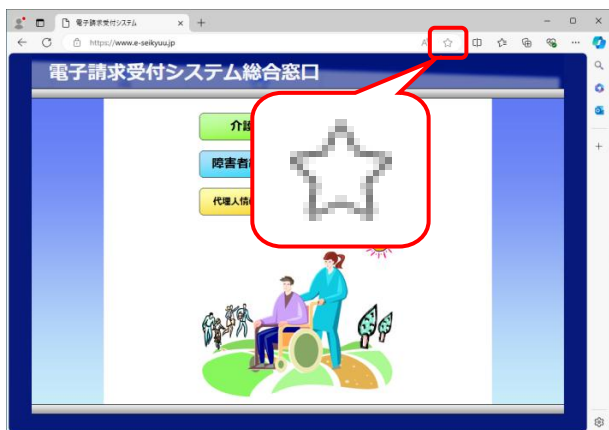 電子請求受付システム
https://www.e-seikyuu.jp
電子請求受付システム総合窓口
介護
障害者
代理人情